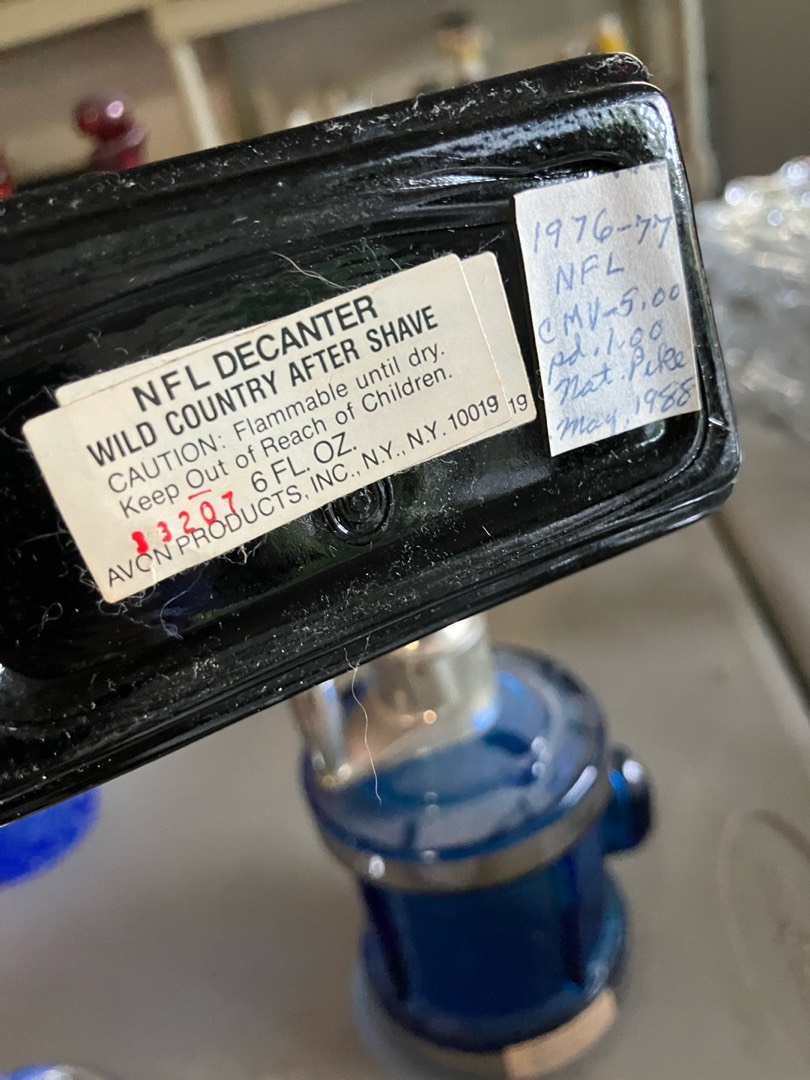 NFL DECANTER
WILD COUNTRY AFTER SHAVE
CAUTION: Flammable until dry.
Keep Out of Reach of Children.
6 FL. OZ.
AVON PRODUCTS, INC., N.Y., N.Y. 10019
33207
19
1976-77
NFL
CMV-5.00
pd. 1.00
Nat. Pike
May, 1988